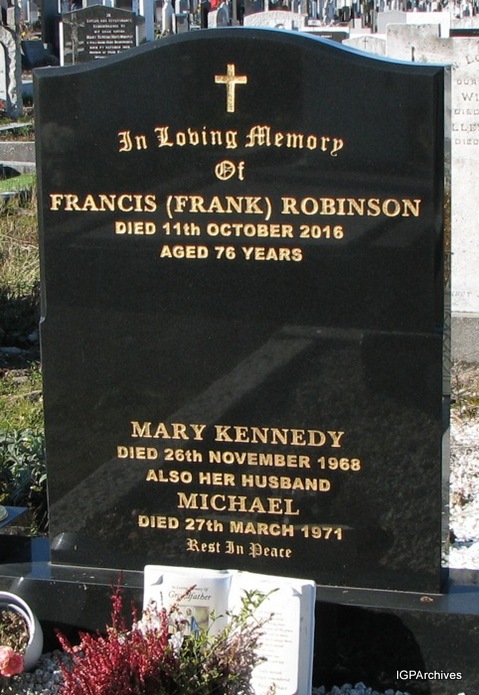 In Loving Memory
Of
FRANCIS (FRANK) ROBINSON
DIED 11th OCTOBER 2016
AGED 76 YEARS
MARY KENNEDY
DIED 26th NOVEMBER 1968
ALSO HER HUSBAND
MICHAEL
DIED 27th MARCH 1971
Rest In Peace
Grandfather
IGPArchives